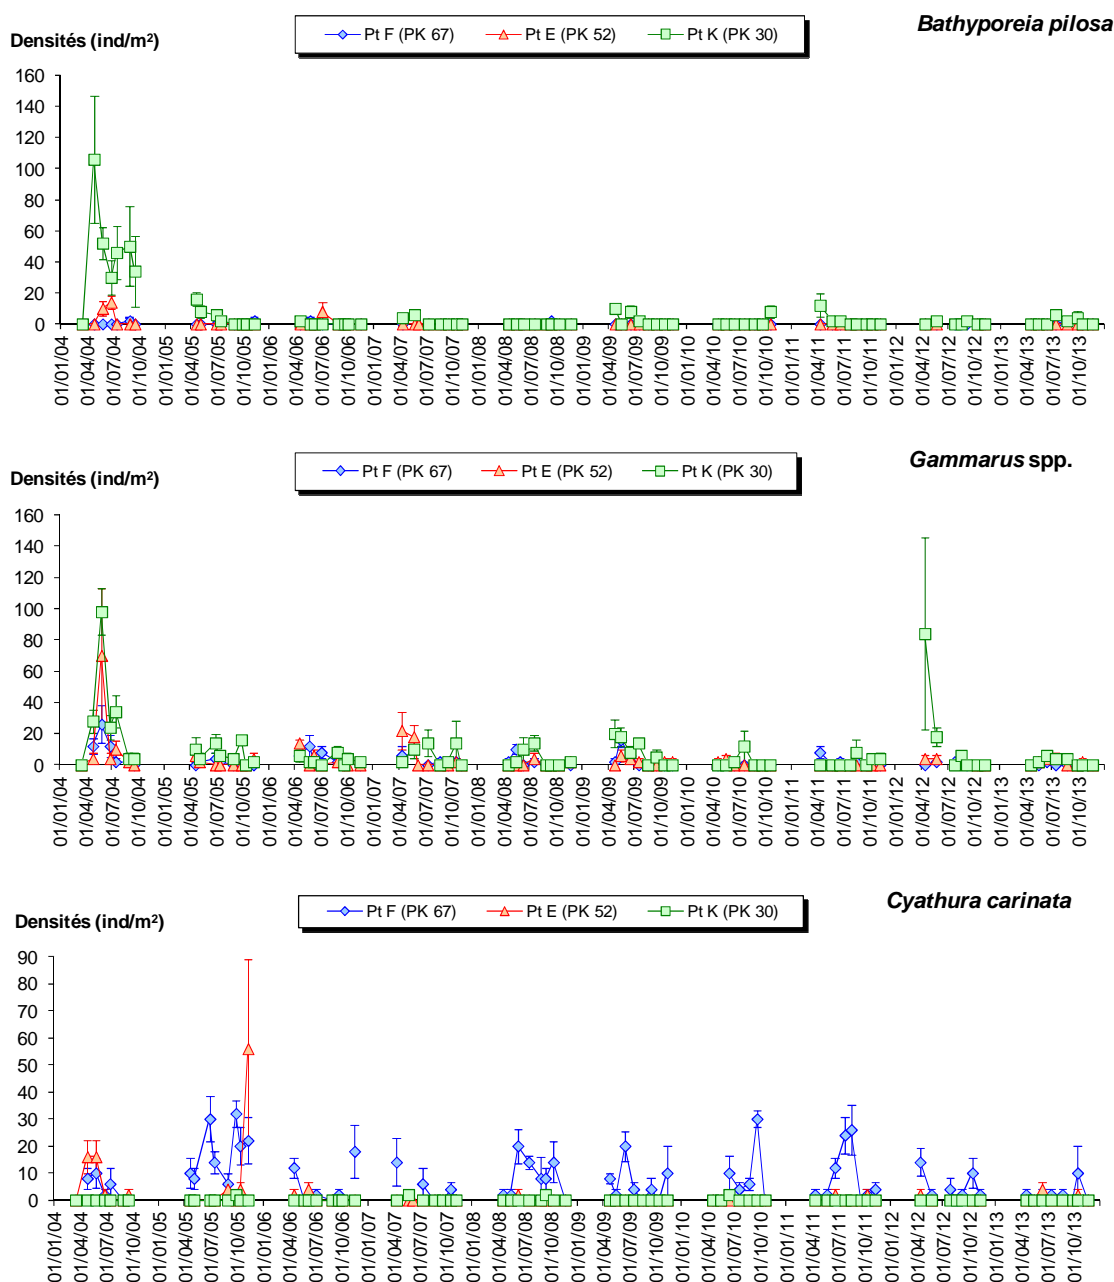 Bathyporeia pilosa
Densités (ind/m²)
Pt F (PK 67) Pt E (PK 52) Pt K (PK 30)
160
140
120
100
80
60
40
20
0
01/01/04 01/04/04 01/07/04 01/10/04 01/01/05 01/04/05 01/07/05 01/10/05 01/01/06 01/04/06 01/07/06 01/10/06 01/01/07 01/04/07 01/07/07 01/10/07 01/01/08 01/04/08 01/07/08 01/10/08 01/01/09 01/04/09 01/07/09 01/10/09 01/01/10 01/04/10 01/07/10 01/10/10 01/01/11 01/04/11 01/07/11 01/10/11 01/01/12 01/04/12 01/07/12 01/10/12 01/01/13 01/04/13 01/07/13 01/10/13
Gammarus spp.
Densités (ind/m²)
Pt F (PK 67) Pt E (PK 52) Pt K (PK 30)
160
140
120
100
80
60
40
20
0
01/01/04 01/04/04 01/07/04 01/10/04 01/01/05 01/04/05 01/07/05 01/10/05 01/01/06 01/04/06 01/07/06 01/10/06 01/01/07 01/04/07 01/07/07 01/10/07 01/01/08 01/04/08 01/07/08 01/10/08 01/01/09 01/04/09 01/07/09 01/10/09 01/01/10 01/04/10 01/07/10 01/10/10 01/01/11 01/04/11 01/07/11 01/10/11 01/01/12 01/04/12 01/07/12 01/10/12 01/01/13 01/04/13 01/07/13 01/10/13
Cyathura carinata
Densités (ind/m²)
Pt F (PK 67) Pt E (PK 52) Pt K (PK 30)
90
80
70
60
50
40
30
20
10
0
01/01/04 01/04/04 01/07/04 01/10/04 01/01/05 01/04/05 01/07/05 01/10/05 01/01/06 01/04/06 01/07/06 01/10/06 01/01/07 01/04/07 01/07/07 01/10/07 01/01/08 01/04/08 01/07/08 01/10/08 01/01/09 01/04/09 01/07/09 01/10/09 01/01/10 01/04/10 01/07/10 01/10/10 01/01/11 01/04/11 01/07/11 01/10/11 01/01/12 01/04/12 01/07/12 01/10/12 01/01/13 01/04/13 01/07/13 01/10/13